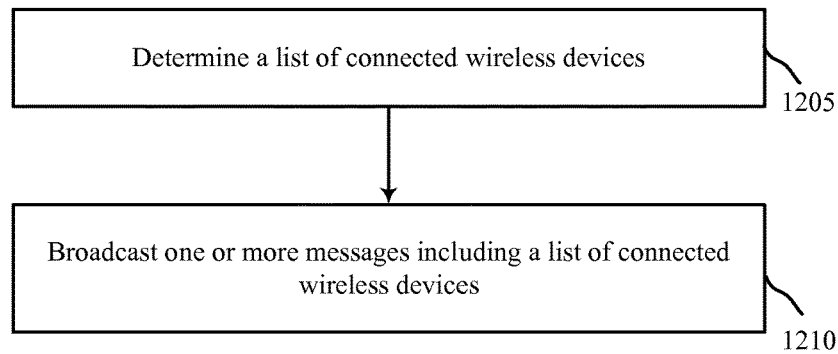 Determine a list of connected wireless devices
1205
Broadcast one or more messages including a list of connected
wireless devices
1210